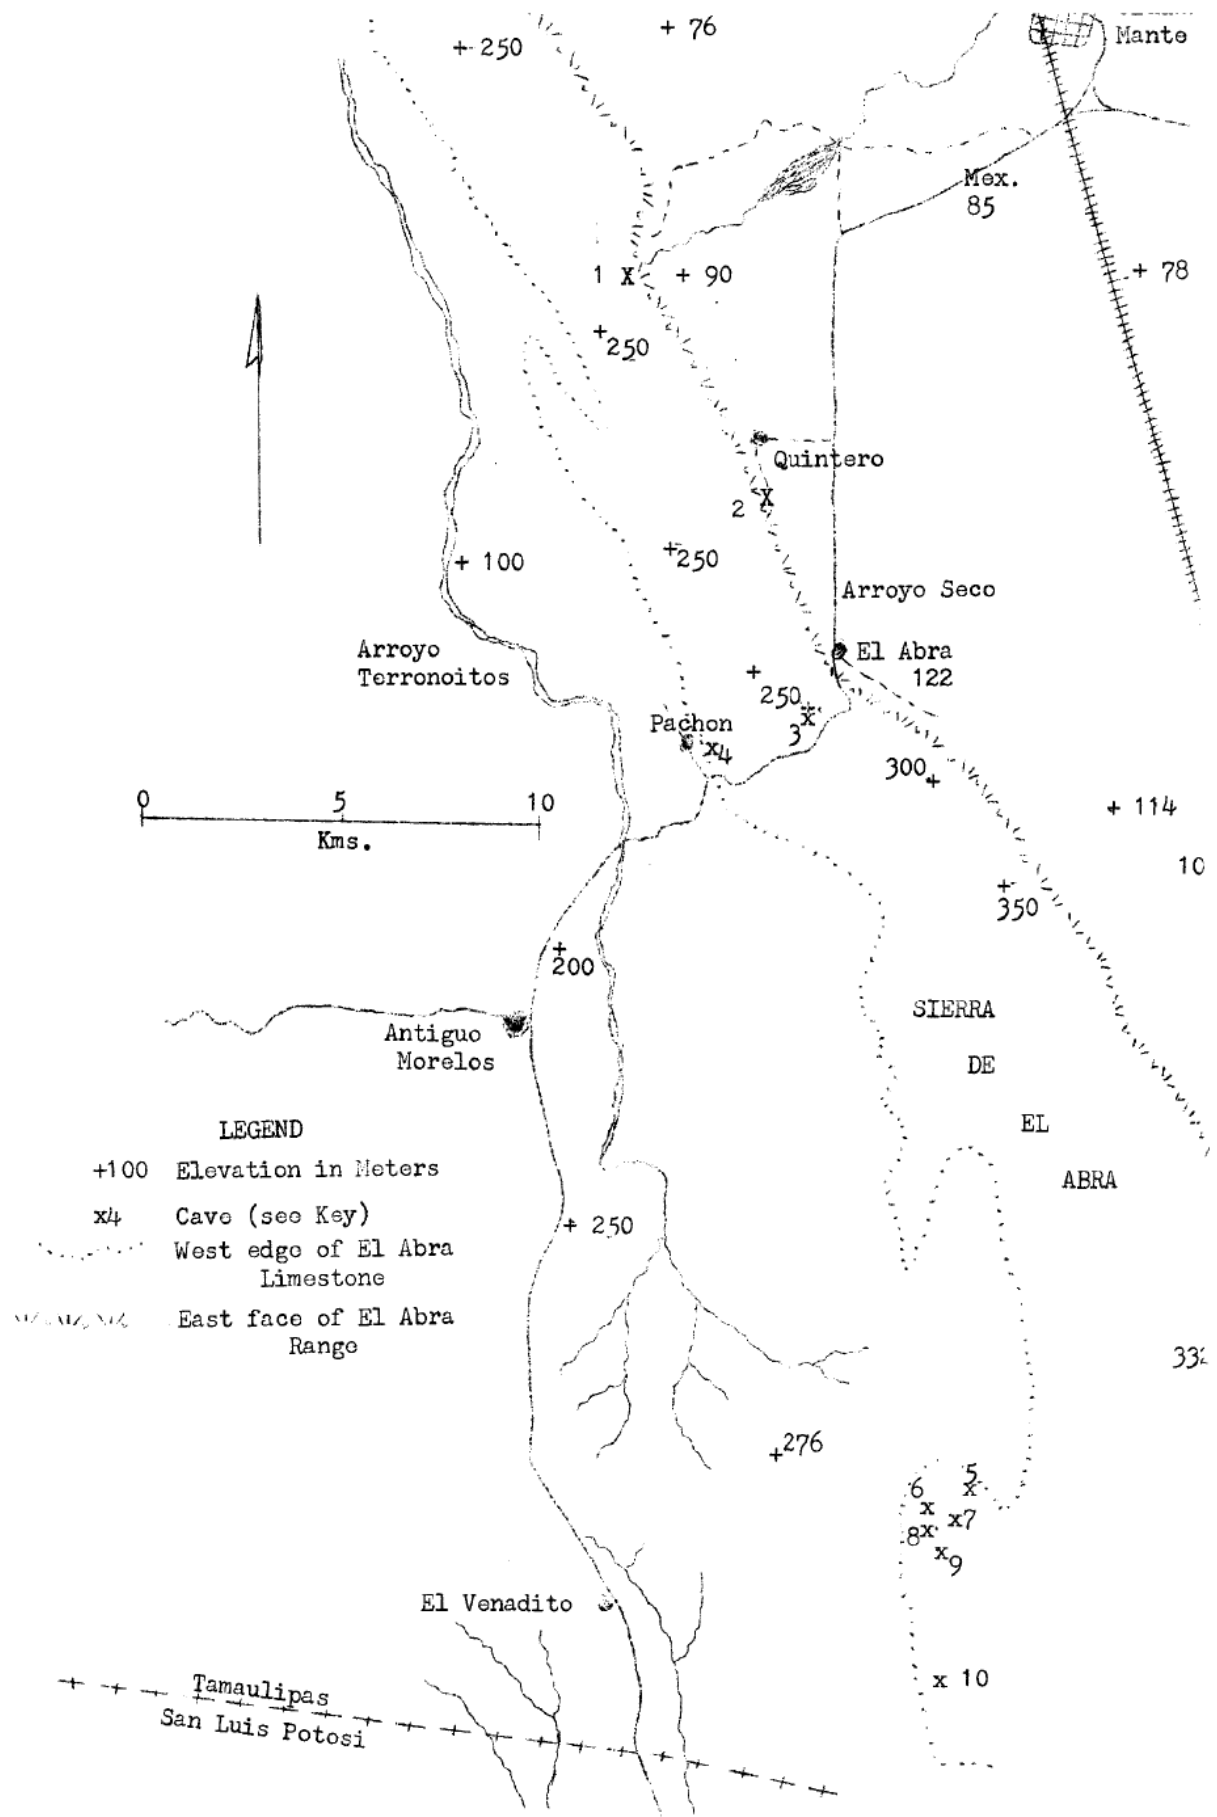 + 76
+ 250
Mante
Mex.
85
+ 78
1 X
+ 90
+
250
Quintero
2 X
+
250
+ 100
Arroyo Seco
Arroyo
Terronoitos
El Abra
122
+
250
+
x
3
Pachon
x4
300
+
0 5 10
Kms.
+ 114
10
+
350
+
200
SIERRA
DE
EL
ABRA
Antiguo
Morelos
LEGEND
+100 Elevation in Meters
x4 Cave (see Key)
West edge of El Abra
Limestone
East face of El Abra
Range
+ 250
+276
5
x
6
x
x7
8x
x9
El Venadito
x 10
Tamaulipas
San Luis Potosi